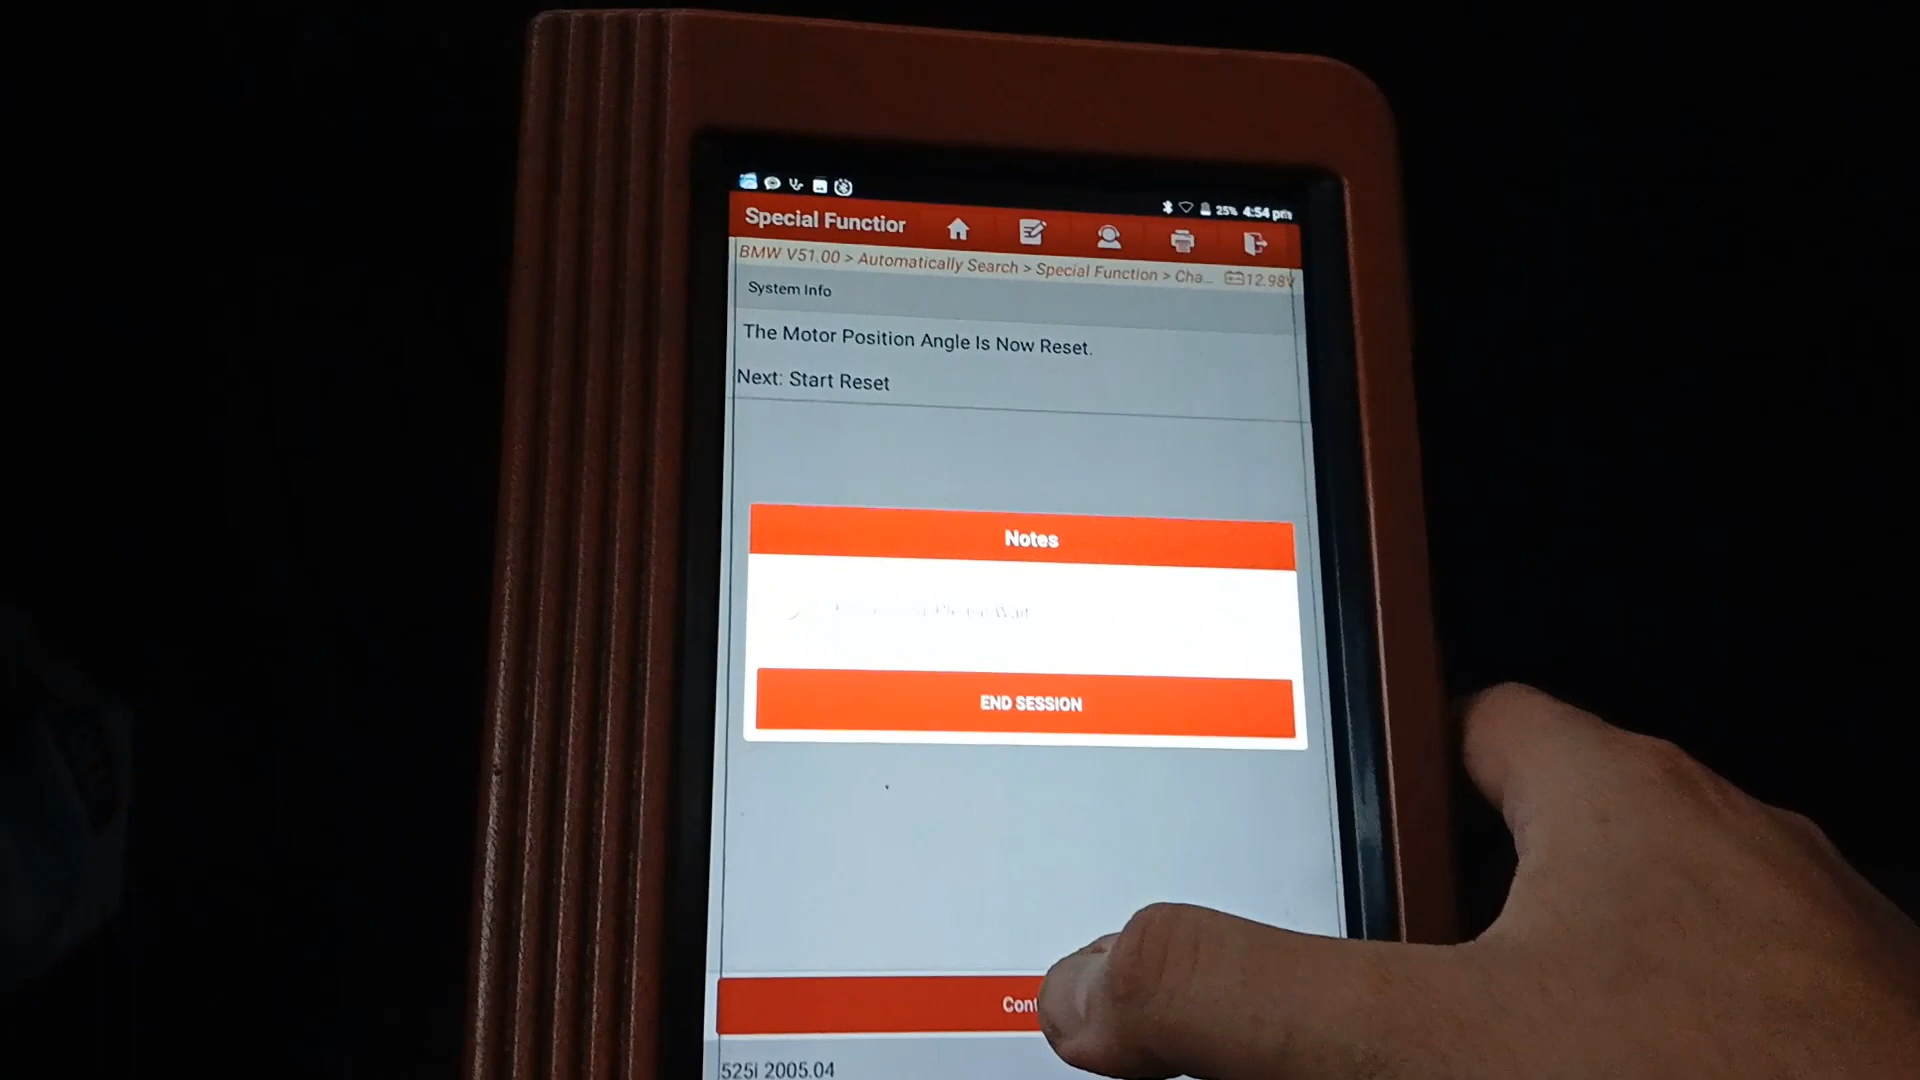 25% 4:54 pm
Special Function
BMW V51.00 > Automatically Search > Special Function > Cha... 12.98V
System Info
The Motor Position Angle Is Now Reset.
Next: Start Reset
Notes
Wait
END SESSION
Cont
525i 2005.04